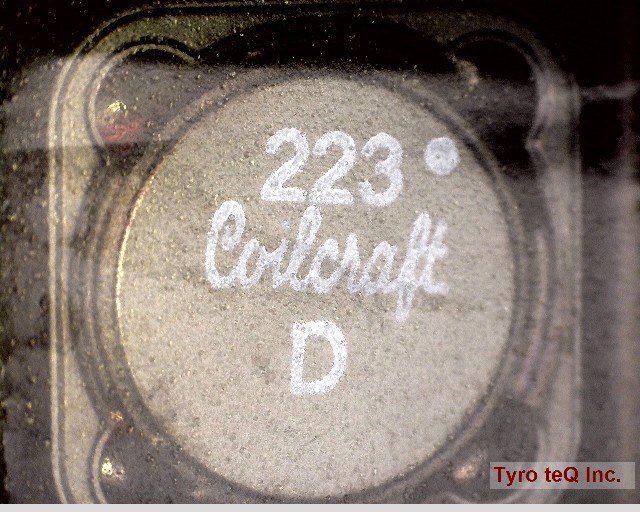 223
Coilcraft
D
Tyro teQ Inc.